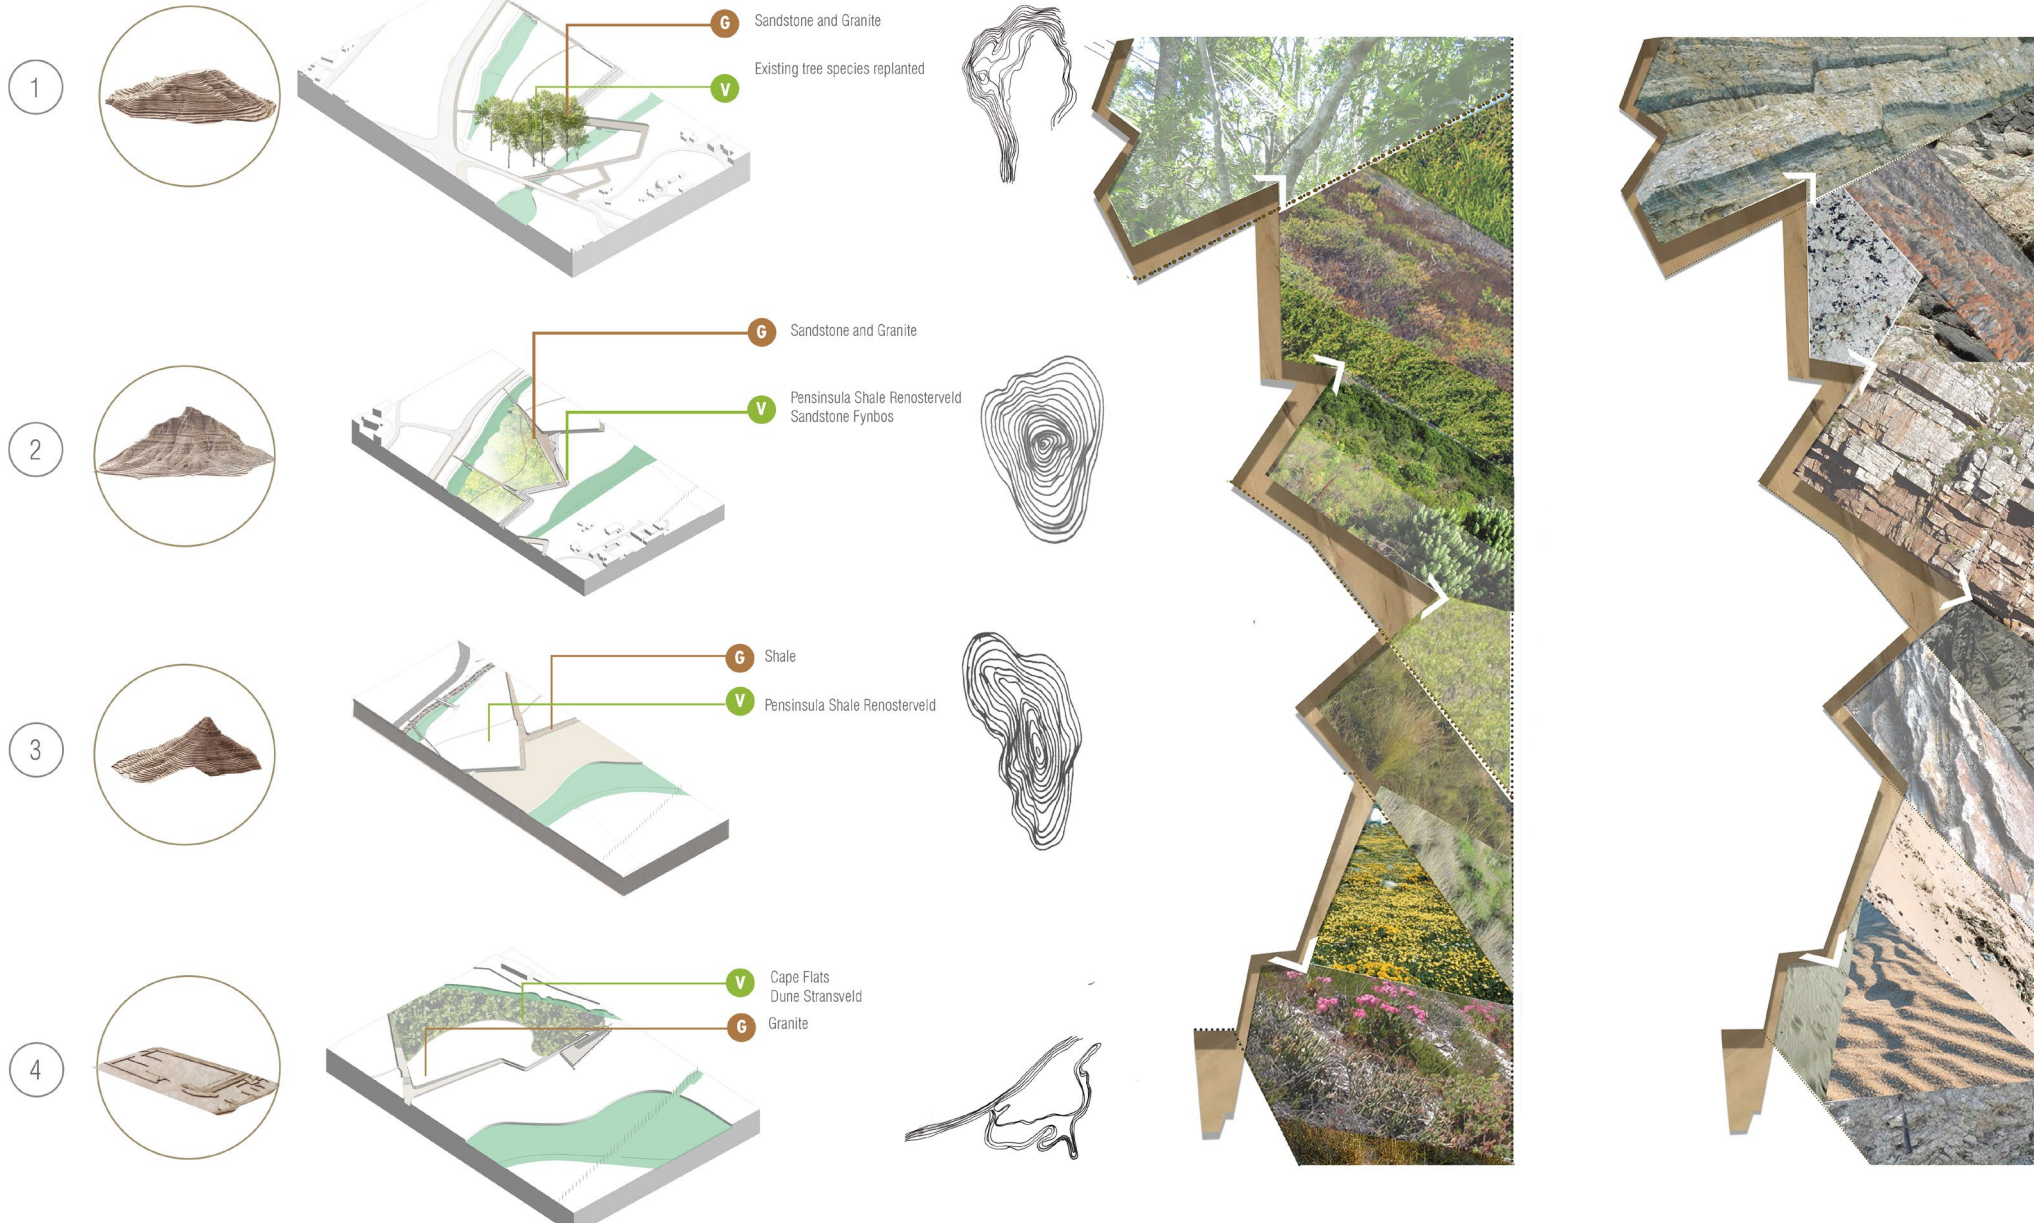 1
G Sandstone and Granite
V Existing tree species replanted
2
G Sandstone and Granite
V Pensinsula Shale Renosterveld
Sandstone Fynbos
3
G Shale
V Pensinsula Shale Renosterveld
4
V Cape Flats
Dune Stransveld
G Granite